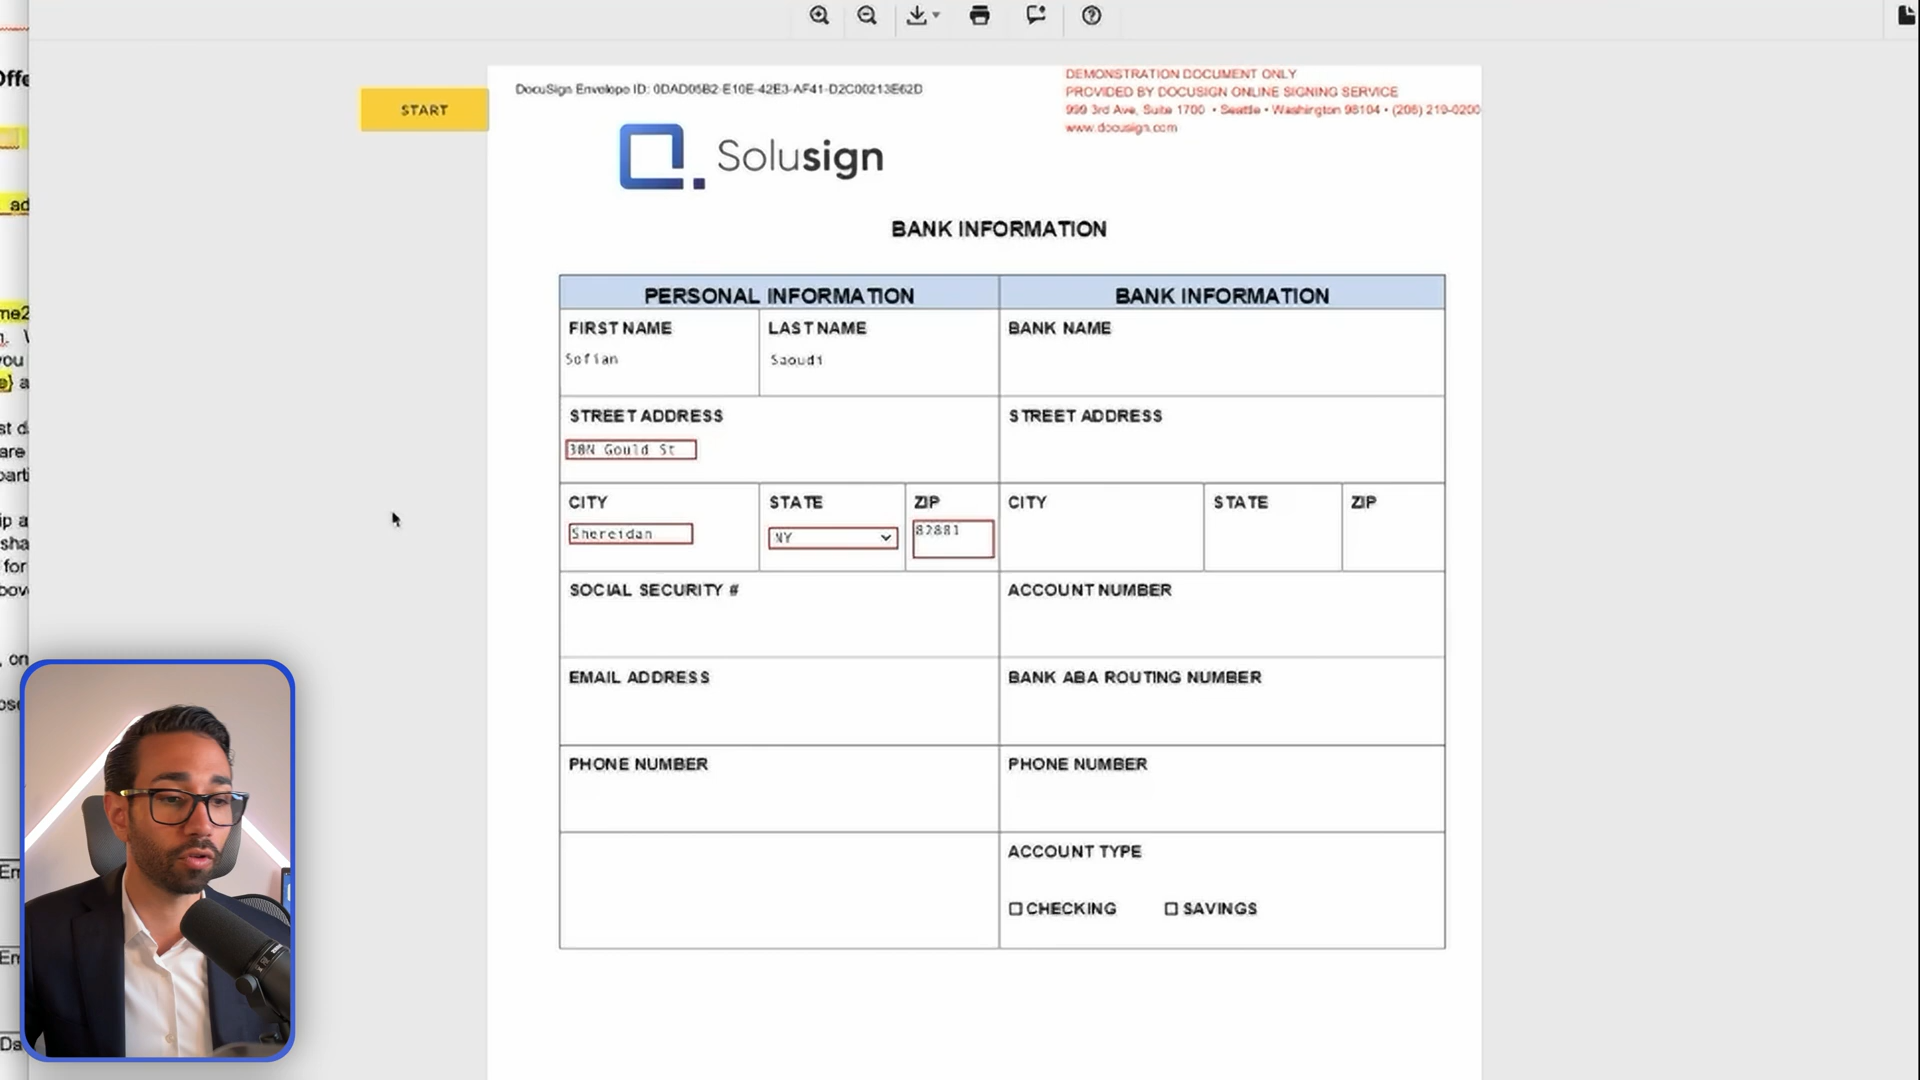 DocuSign Envelope ID: 0DAD05B2-E10E-42E3-AF41-D2C00213E62D
DEMONSTRATION DOCUMENT ONLY
PROVIDED BY DOCUSIGN ONLINE SIGNING SERVICE
999 3rd Ave, Suite 1700 • Seattle • Washington 98104 • (206) 219-0200
www.docusign.com
START
Solusign
BANK INFORMATION
PERSONAL INFORMATION BANK INFORMATION
FIRST NAME LAST NAME BANK NAME
Sofian Saoudi
STREET ADDRESS STREET ADDRESS
30N Gould St
CITY STATE ZIP CITY STATE ZIP
Shereidan NY 82801
SOCIAL SECURITY # ACCOUNT NUMBER
EMAIL ADDRESS BANK ABA ROUTING NUMBER
PHONE NUMBER PHONE NUMBER
ACCOUNT TYPE
CHECKING SAVINGS